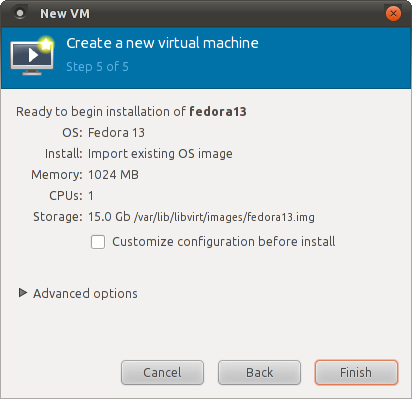 New VM
Create a new virtual machine
Step 5 of 5
Ready to begin installation of fedora13
OS: Fedora 13
Install: Import existing OS image
Memory: 1024 MB
CPUs: 1
Storage: 15.0 Gb /var/lib/libvirt/images/fedora13.img
Customize configuration before install
Advanced options
Cancel Back Finish